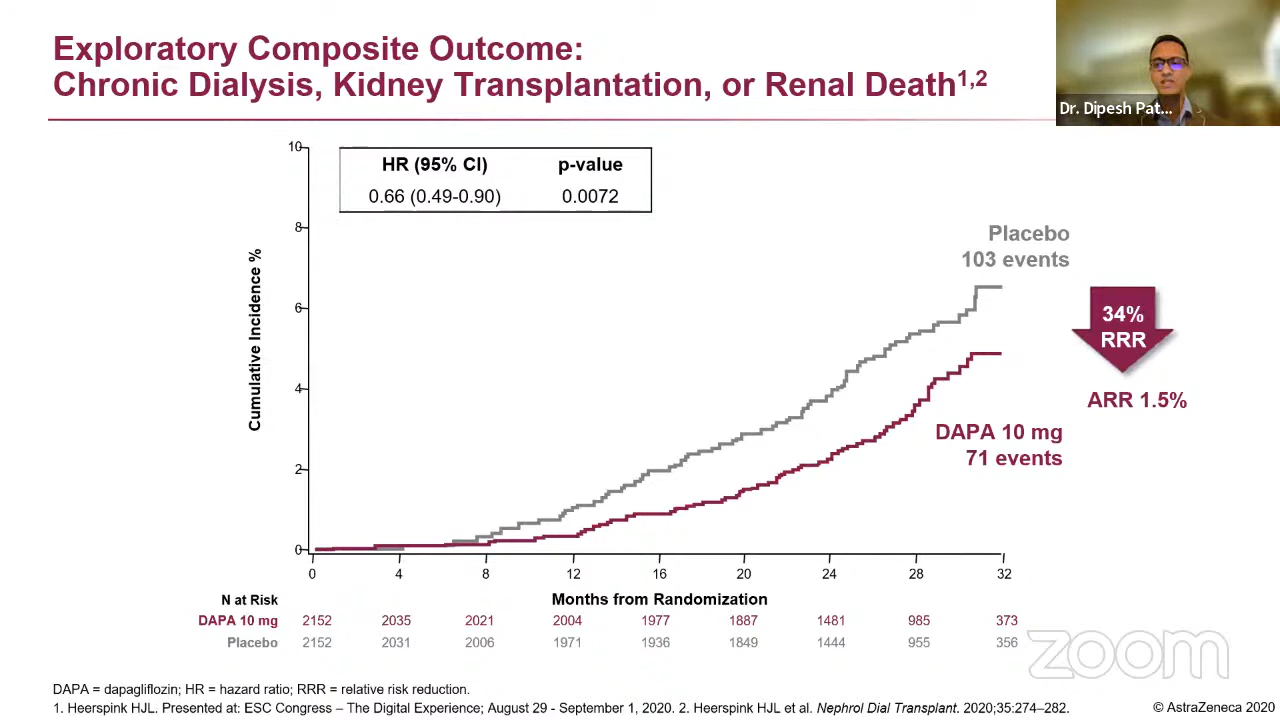 Exploratory Composite Outcome:
Chronic Dialysis, Kidney Transplantation, or Renal Death1,2
Dr. Dipesh Pat...
HR (95% CI) p-value
0.66 (0.49-0.90) 0.0072
Cumulative Incidence %
10
8
6
4
2
0
Placebo
103 events
34%
RRR
ARR 1.5%
DAPA 10 mg
71 events
0 4 8 12 16 20 24 28 32
N at Risk Months from Randomization
DAPA 10 mg 2152 2035 2021 2004 1977 1887 1481 985 373
Placebo 2152 2031 2006 1971 1936 1849 1444 955 356
zoom
DAPA = dapagliflozin; HR = hazard ratio; RRR = relative risk reduction.
1. Heerspink HJL. Presented at: ESC Congress – The Digital Experience; August 29 - September 1, 2020. 2. Heerspink HJL et al. Nephrol Dial Transplant. 2020;35:274–282.
© AstraZeneca 2020